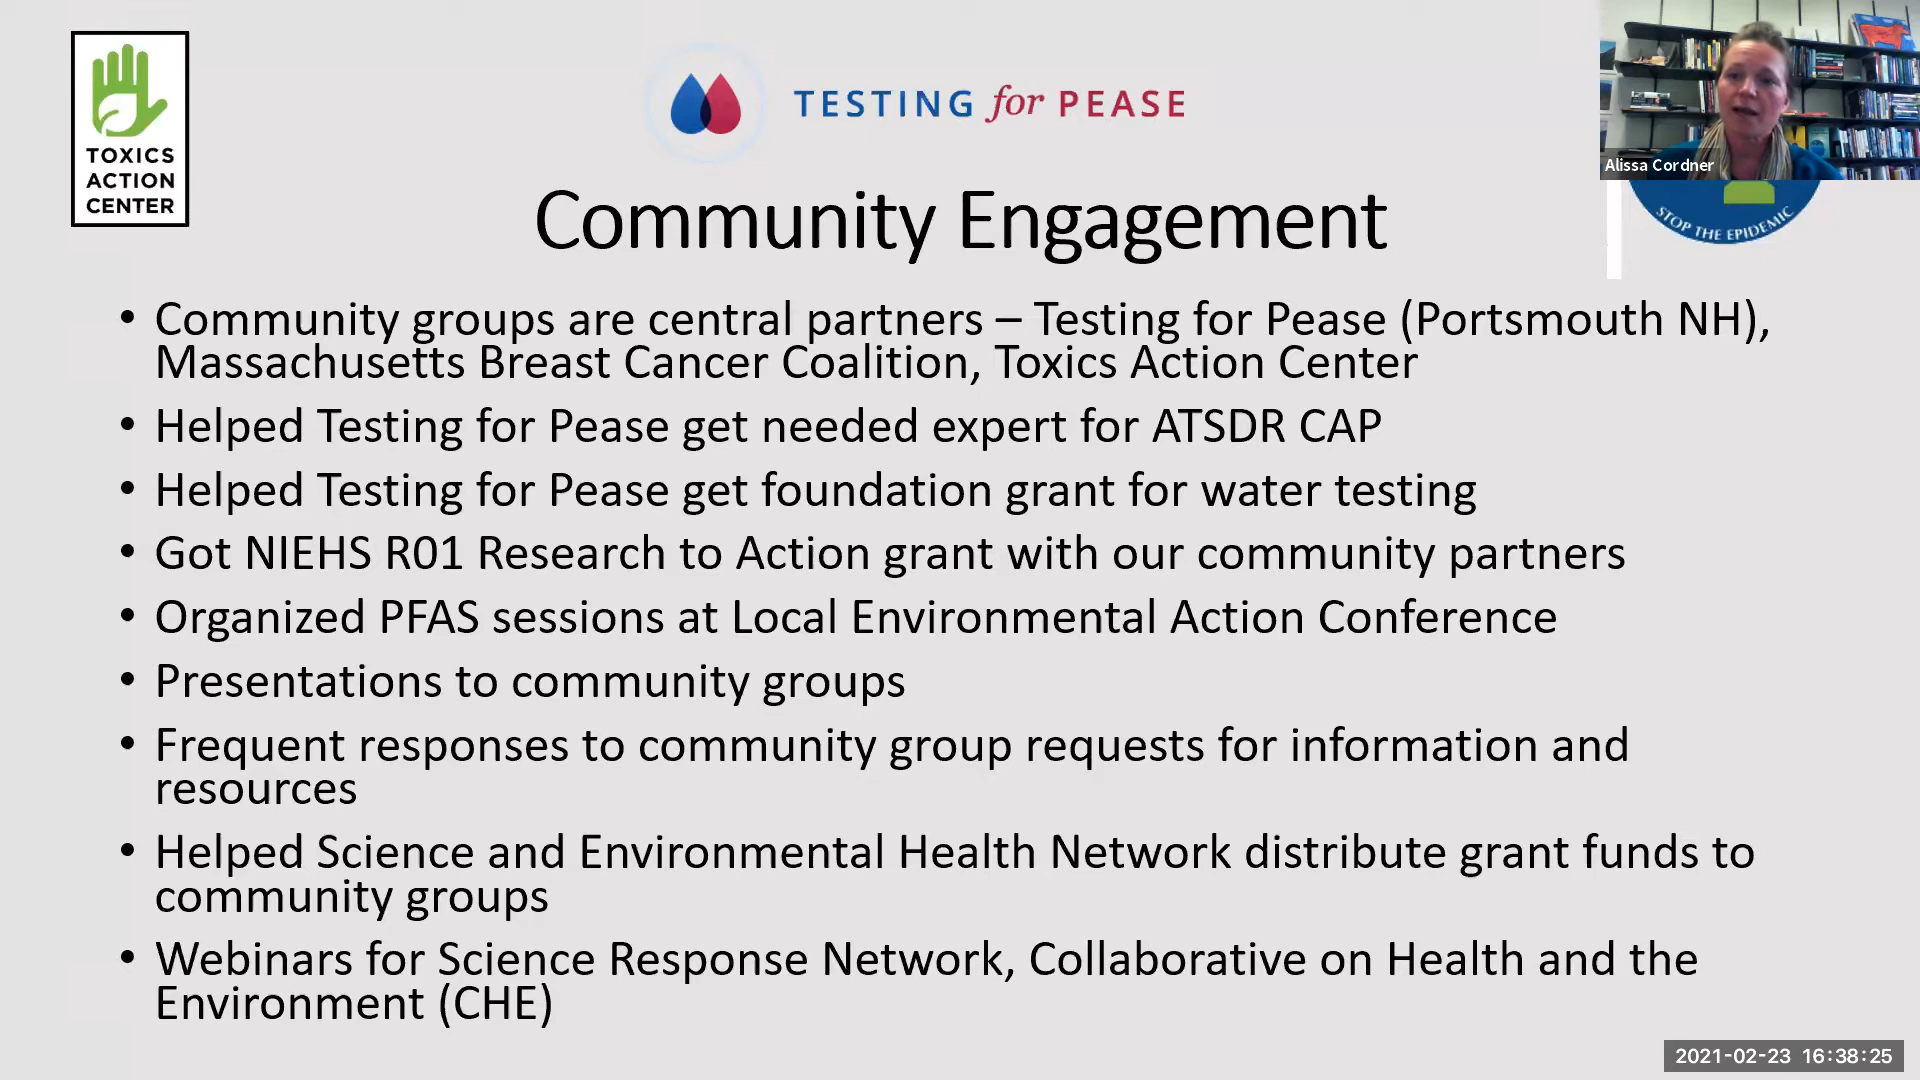 TOXICS
ACTION
CENTER
TESTING for PEASE
Alissa Cordner
STOP THE EPIDEMIC
Community Engagement
• Community groups are central partners – Testing for Pease (Portsmouth NH),
Massachusetts Breast Cancer Coalition, Toxics Action Center
• Helped Testing for Pease get needed expert for ATSDR CAP
• Helped Testing for Pease get foundation grant for water testing
• Got NIEHS R01 Research to Action grant with our community partners
• Organized PFAS sessions at Local Environmental Action Conference
• Presentations to community groups
• Frequent responses to community group requests for information and
resources
• Helped Science and Environmental Health Network distribute grant funds to
community groups
• Webinars for Science Response Network, Collaborative on Health and the
Environment (CHE)
2021-02-23 16:38:25